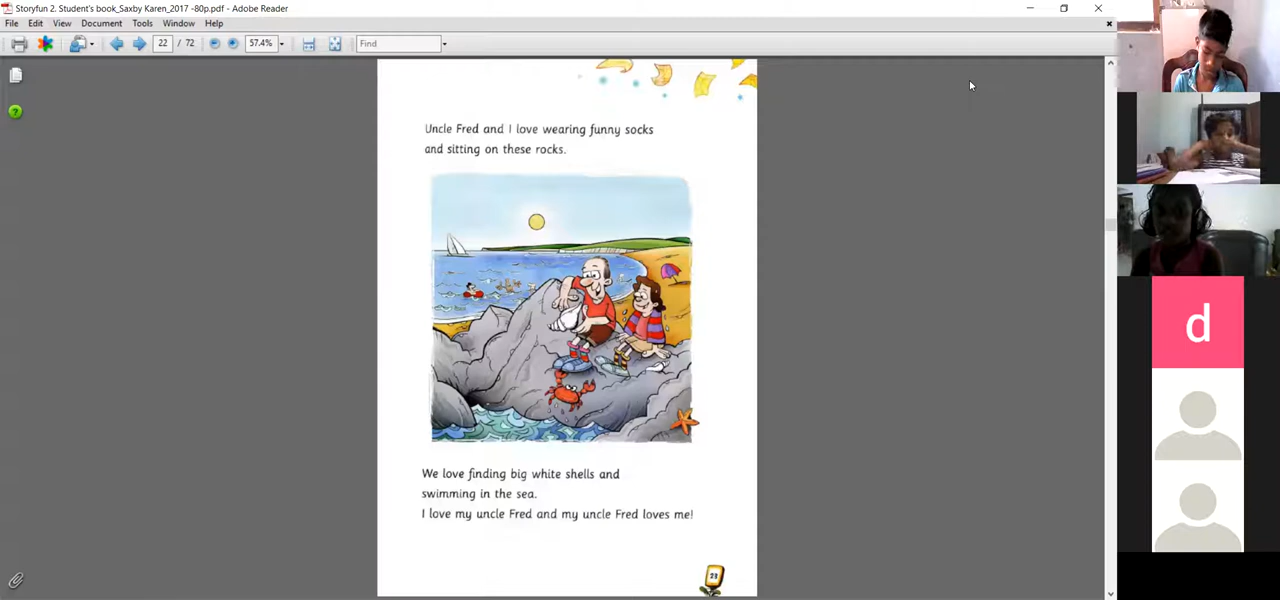 Storyfun 2. Student's book_Saxby Karen_2017 -80p.pdf - Adobe Reader
File Edit View Document Tools Window Help
22 / 72 57.4% Find
Uncle Fred and I love wearing funny socks
and sitting on these rocks.
We love finding big white shells and
swimming in the sea.
I love my uncle Fred and my uncle Fred loves me!
23
d